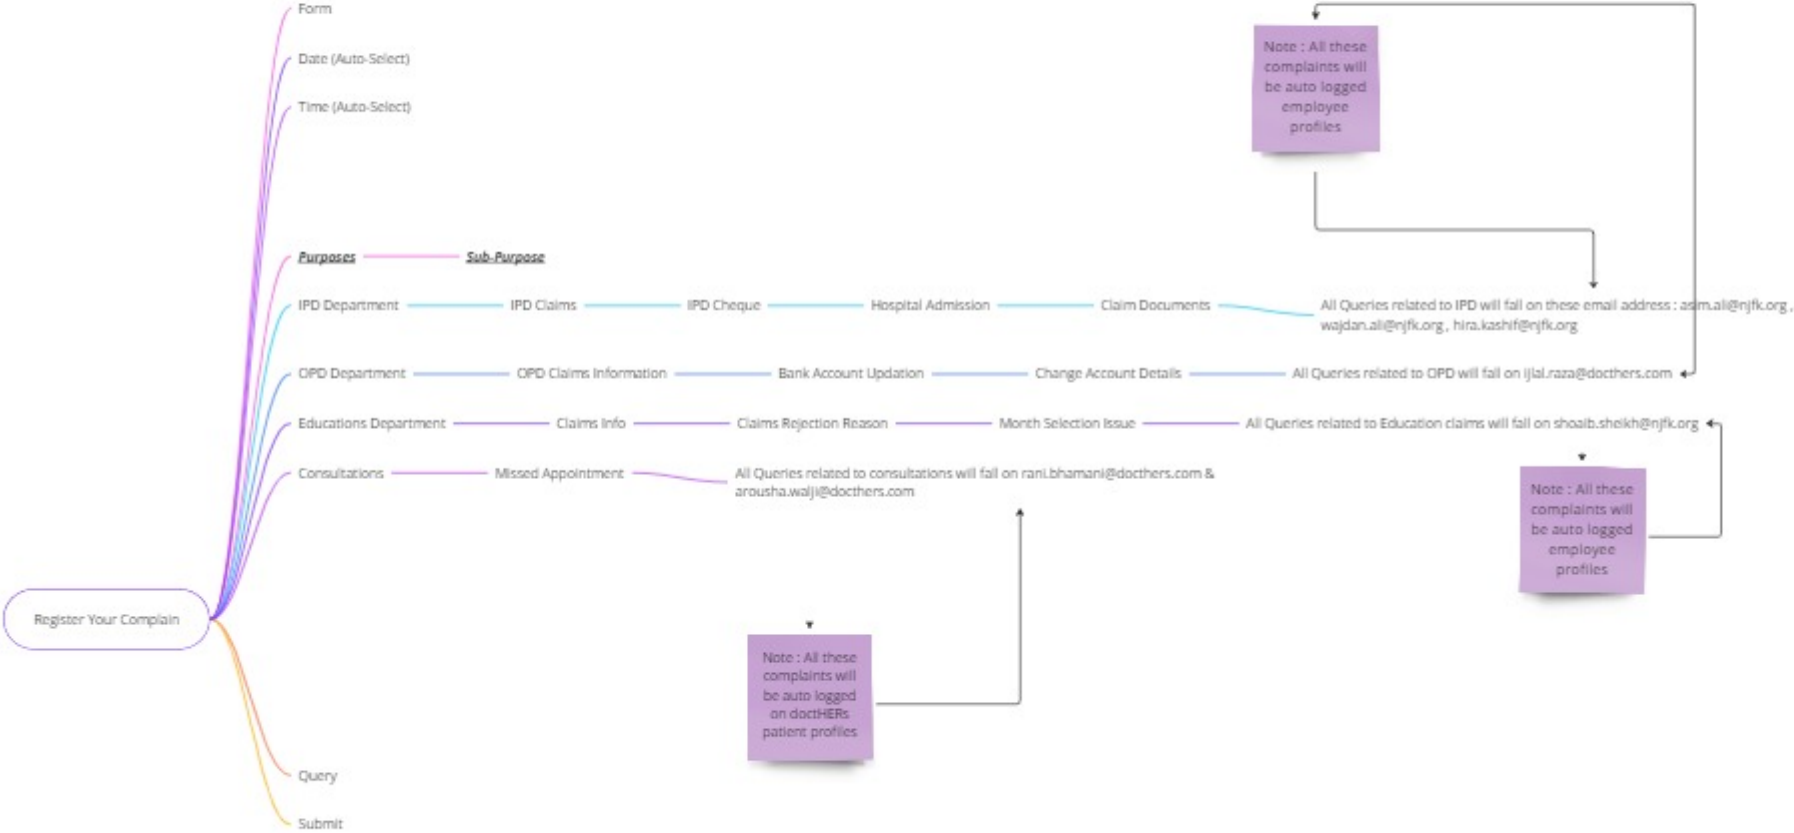 Form
Date (Auto-Select)
Time (Auto-Select)
Note : All these
complaints will
be auto logged
employee
profiles
Purposes
Sub-Purpose
IPD Department
IPD Claims
IPD Cheque
Hospital Admission
Claim Documents
All Queries related to IPD will fall on these email address : asim.ali@njfk.org ,
wajdan.ali@njfk.org , hira.kashif@njfk.org
OPD Department
OPD Claims Information
Bank Account Updation
Change Account Details
All Queries related to OPD will fall on ijlal.raza@docthers.com
Educations Department
Claims Info
Claims Rejection Reason
Month Selection Issue
All Queries related to Education claims will fall on shoaib.sheikh@njfk.org
Consultations
Missed Appointment
All Queries related to consultations will fall on rani.bhamani@docthers.com &
arousha.walji@docthers.com
Note : All these
complaints will
be auto logged
employee
profiles
Register Your Complain
Note : All these
complaints will
be auto logged
on doctHERs
patient profiles
Query
Submit